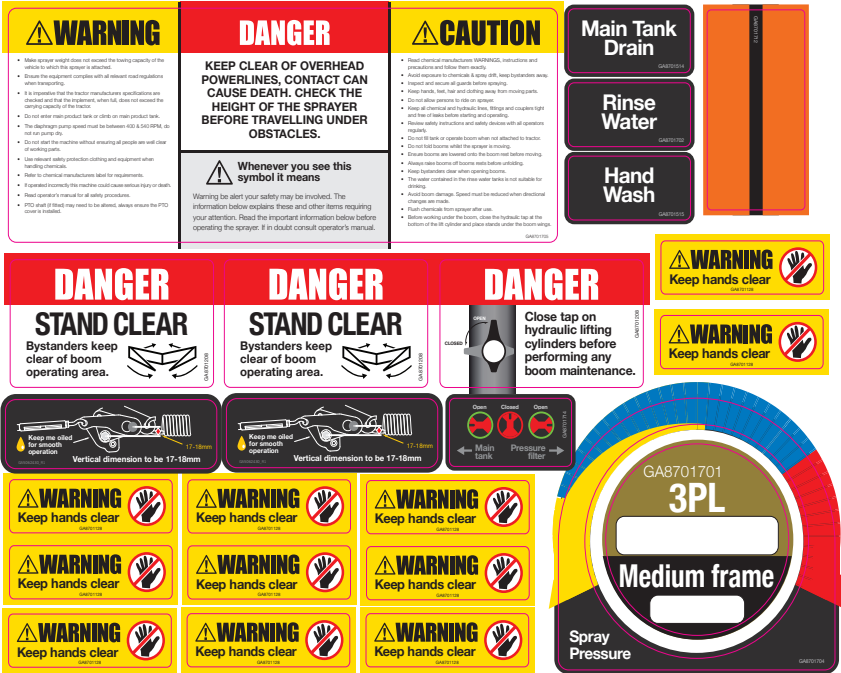 WARNING
• Make sprayer weight does not exceed the towing capacity of the
vehicle to which this sprayer is attached.
• Ensure the equipment complies with all relevant road regulations
when transporting.
• It is imperative that the tractor manufacturers specifications are
checked and that the implement, when full, does not exceed the
carrying capacity of the tractor.
• Do not enter main product tank or climb on main product tank.
• The diaphragm pump speed must be between 400 & 540 RPM, do
not run pump dry.
• Do not start the machine without ensuring all people are well clear
of working parts.
• Use relevant safety protection clothing and equipment when
handling chemicals.
• Refer to chemical manufacturers label for requirements.
• If operated incorrectly this machine could cause serious injury or death.
• Read operator's manual for all safety procedures.
• PTO shaft (if fitted) may need to be altered, always ensure the PTO
cover is installed.
DANGER
KEEP CLEAR OF OVERHEAD
POWERLINES, CONTACT CAN
CAUSE DEATH. CHECK THE
HEIGHT OF THE SPRAYER
BEFORE TRAVELLING UNDER
OBSTACLES.
Whenever you see this
symbol it means
Warning be alert your safety may be involved. The
information below explains these and other items requiring
your attention. Read the important information below before
operating the sprayer. If in doubt consult operator's manual.
CAUTION
• Read chemical manufacturers WARNINGS, instructions and
precautions and follow them exactly.
• Avoid exposure to chemicals & spray drift, keep bystanders away.
• Inspect and secure all guards before spraying.
• Keep hands, feet, hair and clothing away from moving parts.
• Do not allow persons to ride on sprayer.
• Keep all chemical and hydraulic lines, fittings and couplers tight
and free of leaks before starting and operating.
• Review safety instructions and safety devices with all operators
regularly.
• Do not fill tank or operate boom when not attached to tractor.
• Do not fold booms whilst the sprayer is moving.
• Ensure booms are lowered onto the boom rest before moving.
• Always raise booms off booms rests before unfolding.
• Keep bystanders clear when opening booms.
• The water contained in the rinse water tanks is not suitable for
drinking.
• Avoid boom damage. Speed must be reduced when directional
changes are made.
• Flush chemicals from sprayer after use.
• Before working under the boom, close the hydraulic tap at the
bottom of the lift cylinder and place stands under the boom wings.
GA8701700
Main Tank
Drain
GA8701014
Rinse
Water
GA8701702
Hand
Wash
GA8701015
WARNING
Keep hands clear
GA8701139
WARNING
Keep hands clear
GA8701139
DANGER
STAND CLEAR
Bystanders keep
clear of boom
operating area.
GA8701209
DANGER
STAND CLEAR
Bystanders keep
clear of boom
operating area.
GA8701209
DANGER
OPEN
CLOSED
Close tap on
hydraulic lifting
cylinders before
performing any
boom maintenance.
GA8701208
Keep me oiled
for smooth
operation
17-18mm
Vertical dimension to be 17-18mm
Keep me oiled
for smooth
operation
17-18mm
Vertical dimension to be 17-18mm
Open Closed Open
Main
tank
Pressure
filter
WARNING
Keep hands clear
GA8701139
WARNING
Keep hands clear
GA8701139
WARNING
Keep hands clear
GA8701139
WARNING
Keep hands clear
GA8701139
WARNING
Keep hands clear
GA8701139
WARNING
Keep hands clear
GA8701139
WARNING
Keep hands clear
GA8701139
WARNING
Keep hands clear
GA8701139
WARNING
Keep hands clear
GA8701139
GA8701701
3PL
Medium frame
Spray
Pressure
GA8701704